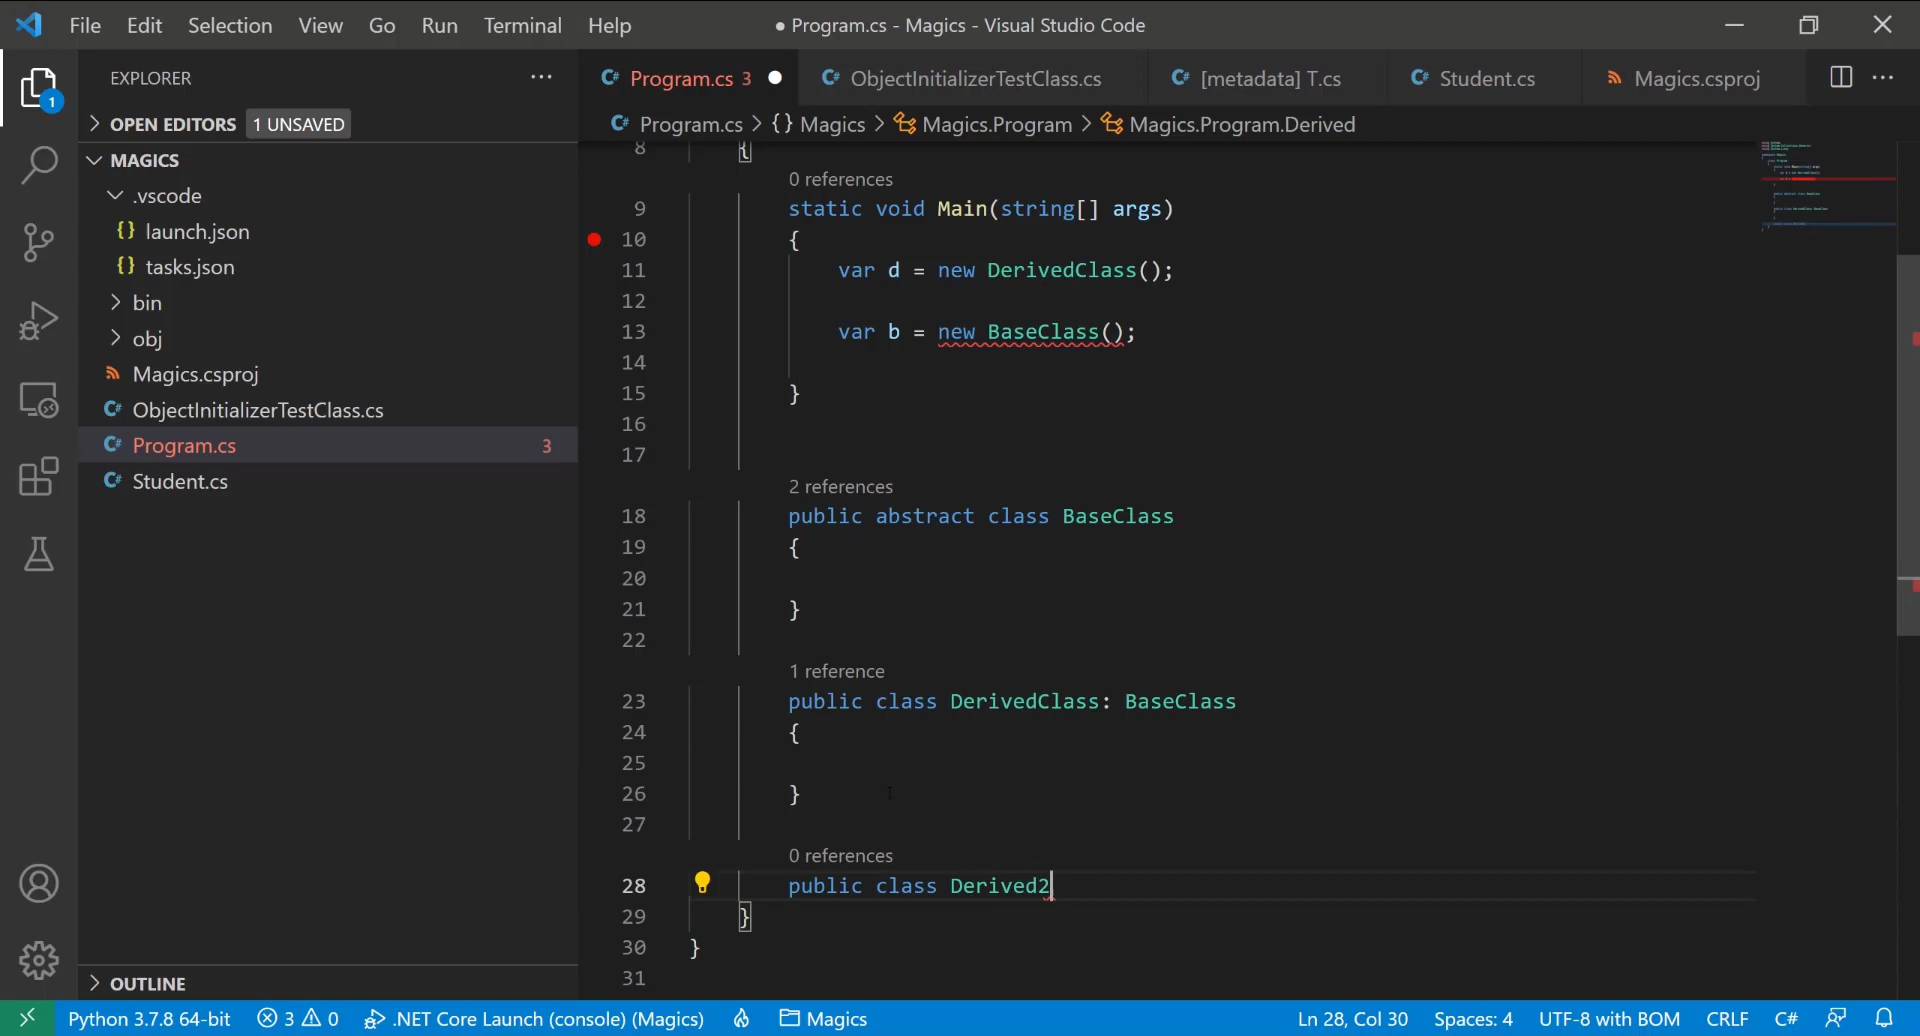 File Edit Selection View Go Run Terminal Help
● Program.cs - Magics - Visual Studio Code
EXPLORER
1
OPEN EDITORS 1 UNSAVED
MAGICS
.vscode
{} launch.json
{} tasks.json
bin
obj
Magics.csproj
C# ObjectInitializerTestClass.cs
C# Program.cs 3
C# Student.cs
OUTLINE
C# Program.cs 3 C# ObjectInitializerTestClass.cs C# [metadata] T.cs C# Student.cs Magics.csproj
C# Program.cs > {} Magics > Magics.Program > Magics.Program.Derived
8 {
0 references
9 static void Main(string[] args)
10 {
11 var d = new DerivedClass();
12
13 var b = new BaseClass();
14
15 }
16
17
2 references
18 public abstract class BaseClass
19 {
20
21 }
22
1 reference
23 public class DerivedClass: BaseClass
24 {
25
26 }
27
0 references
28 public class Derived2
29 }
30 }
31
Python 3.7.8 64-bit 3 0 .NET Core Launch (console) (Magics) Magics Ln 28, Col 30 Spaces: 4 UTF-8 with BOM CRLF C#